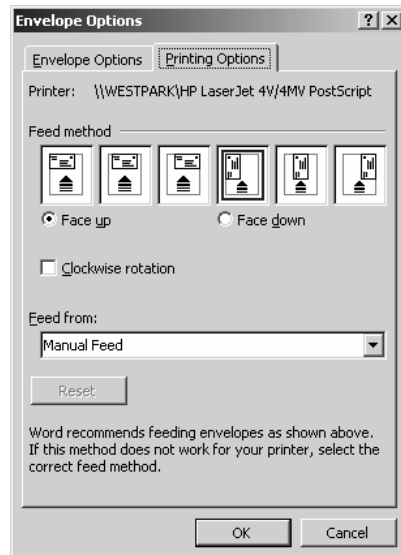 Envelope Options
Envelope Options Printing Options
Printer: \\WESTPARK\HP LaserJet 4V/4MV PostScript
Feed method
Face up Face down
Clockwise rotation
Feed from:
Manual Feed
Reset
Word recommends feeding envelopes as shown above.
If this method does not work for your printer, select the
correct feed method.
OK Cancel